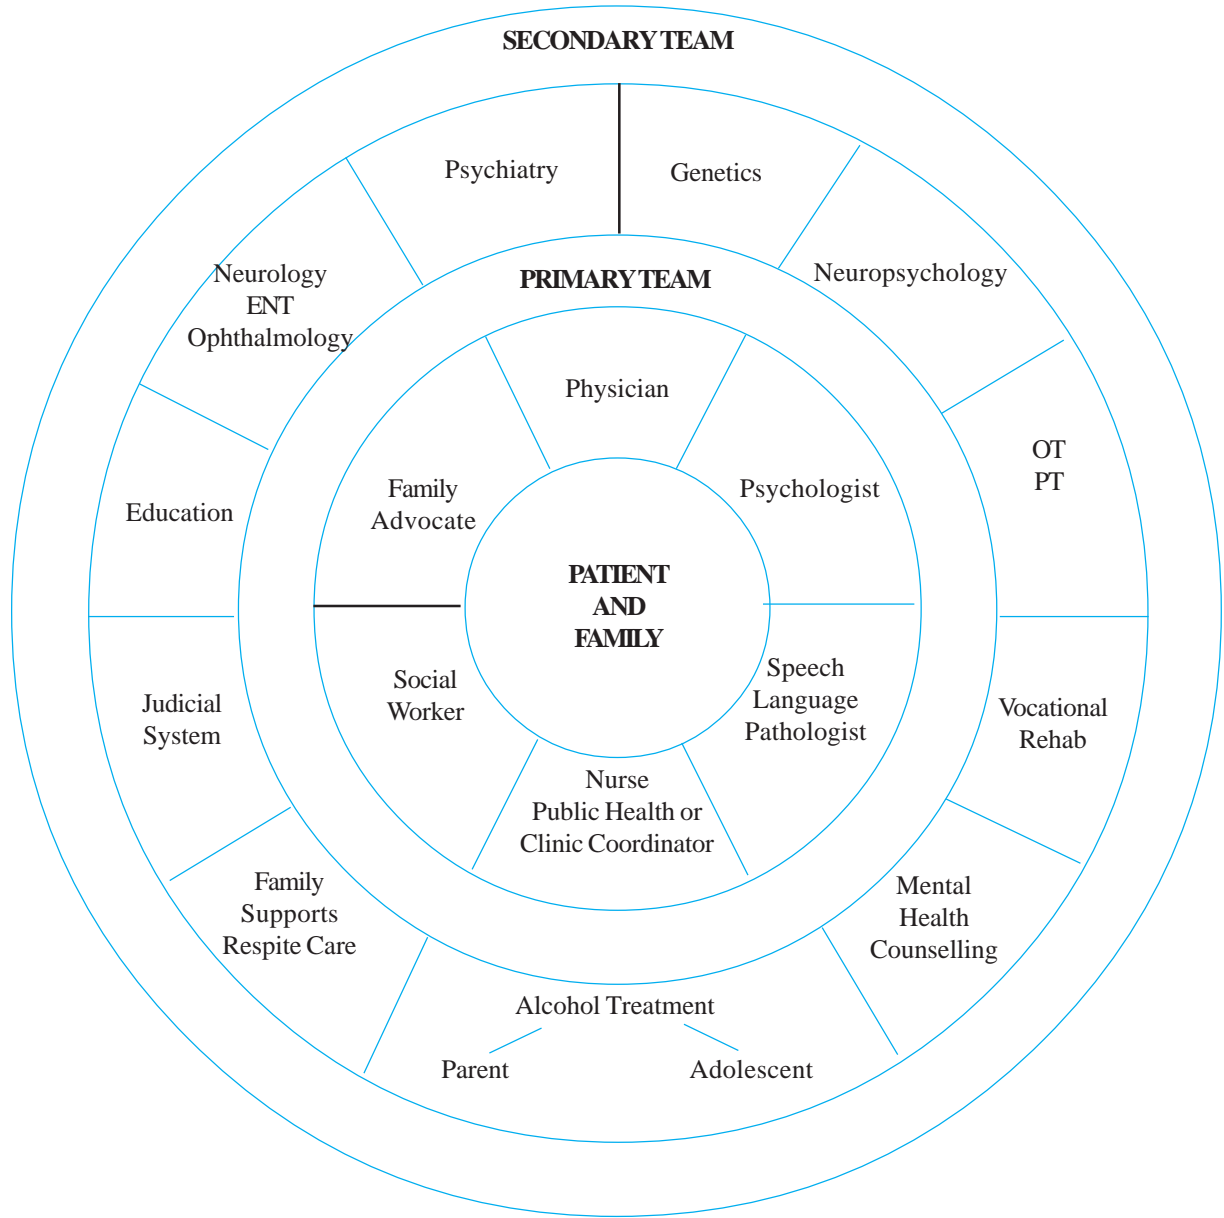 SECONDARY TEAM
Psychiatry
Genetics
Neurology
ENT
Ophthalmology
Neuropsychology
PRIMARY TEAM
Physician
Family
Advocate
Psychologist
OT
PT
Education
PATIENT
AND
FAMILY
Social
Worker
Speech
Language
Pathologist
Judicial
System
Vocational
Rehab
Nurse
Public Health or
Clinic Coordinator
Family
Supports
Respite Care
Mental
Health
Counselling
Alcohol Treatment
Parent
Adolescent